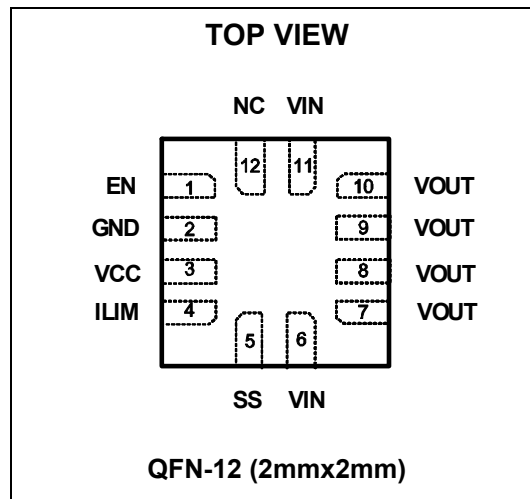 TOP VIEW
NC VIN
12 11
EN 1 10 VOUT
GND 2 9 VOUT
VCC 3 8 VOUT
ILIM 4 7 VOUT
5 6
SS VIN
QFN-12 (2mmx2mm)